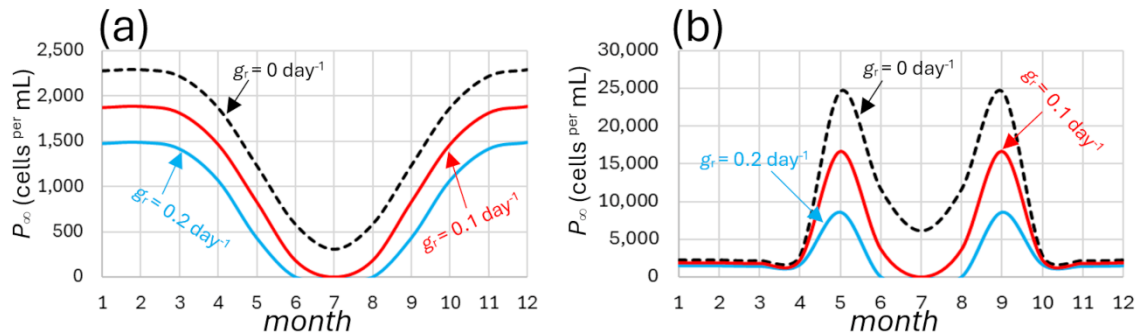 (a)
P∞ (cells per mL)
2,500
2,000
1,500
1,000
500
0
gr = 0 day-1
gr = 0.1 day-1
gr = 0.2 day-1
1 2 3 4 5 6 7 8 9 10 11 12
month
(b)
P∞ (cells per mL)
30,000
25,000
20,000
15,000
10,000
5,000
0
gr = 0 day-1
gr = 0.1 day-1
gr = 0.2 day-1
1 2 3 4 5 6 7 8 9 10 11 12
month